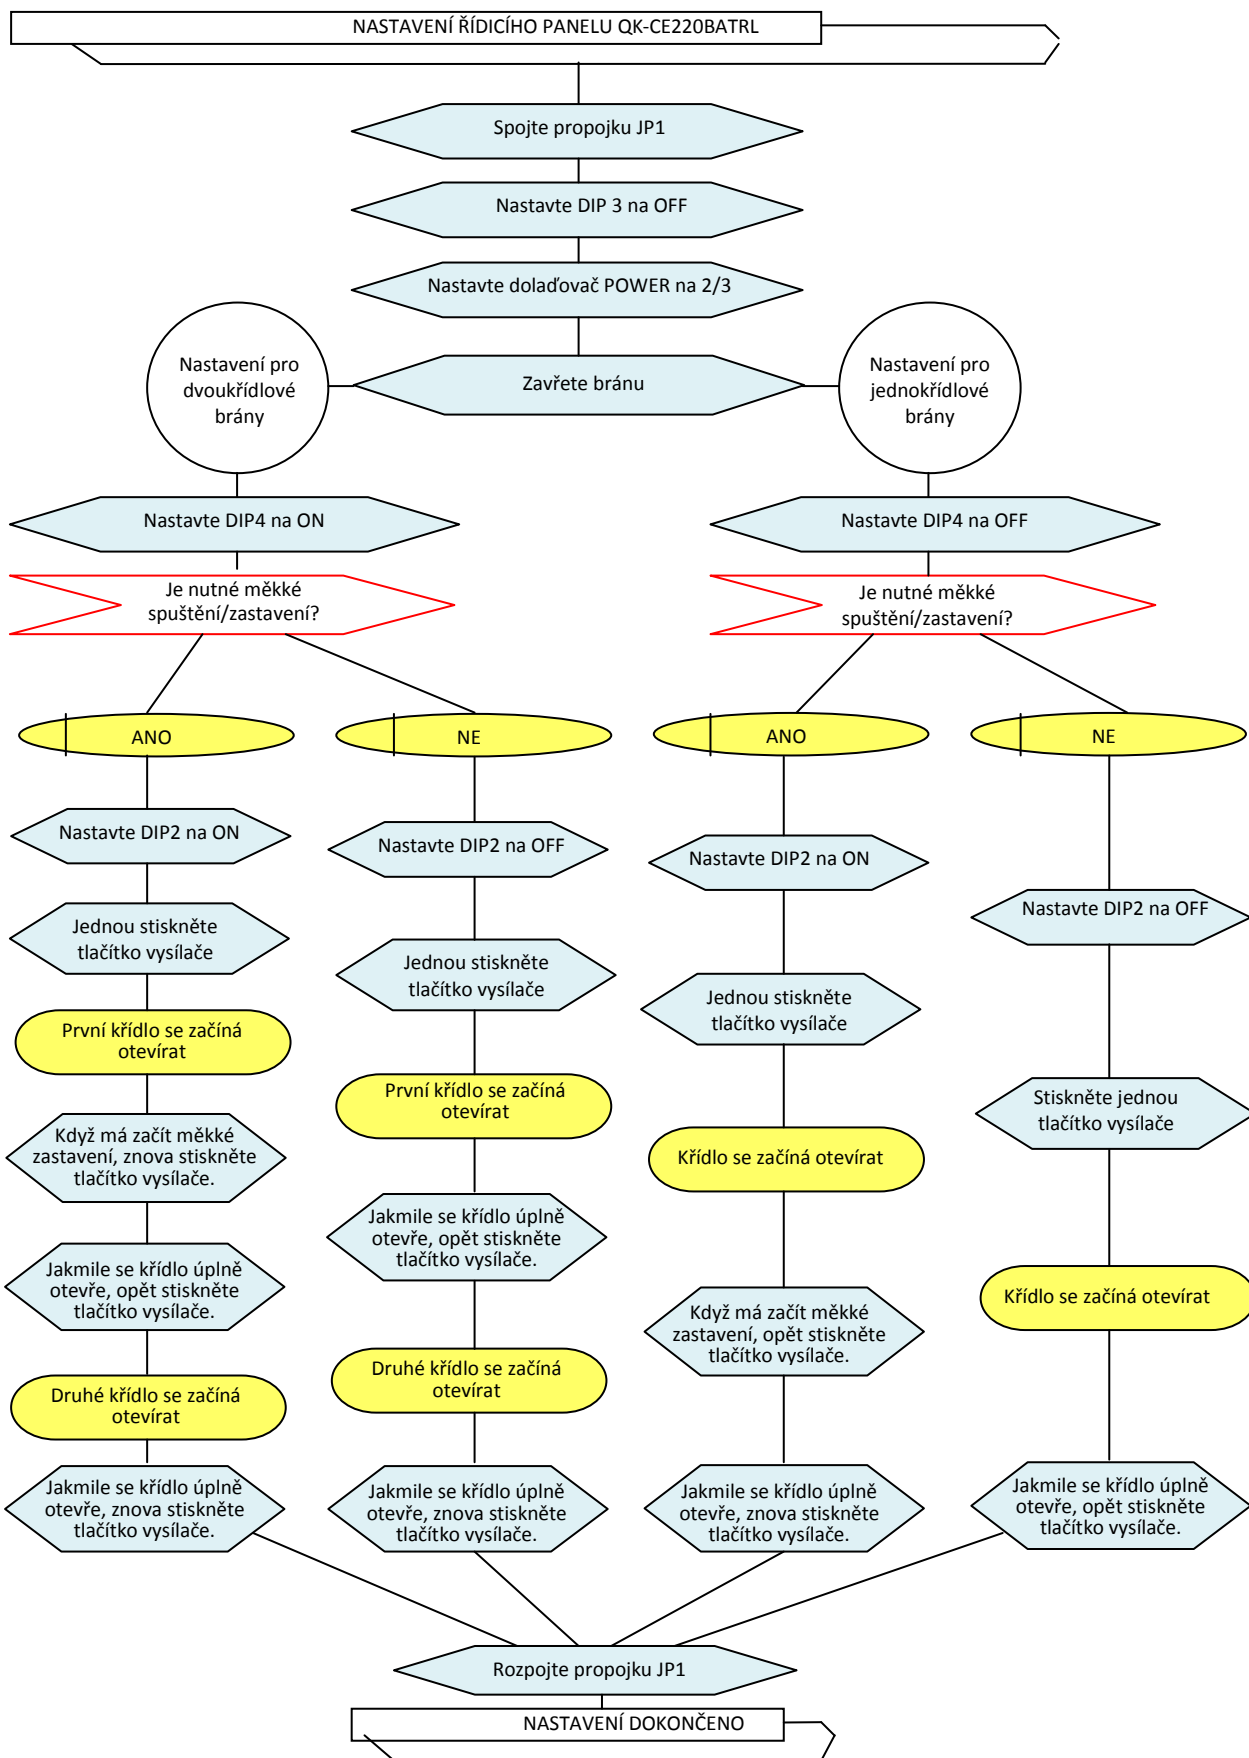 NASTAVENÍ ŘÍDICÍHO PANELU QK-CE220BATRL
Spojte propojku JP1
Nastavte DIP 3 na OFF
Nastavte dolaďovač POWER na 2/3
Zavřete bránu
Nastavení pro
dvoukřídlové
brány
Nastavte DIP4 na ON
Je nutné měkké
spuštění/zastavení?
ANO
Nastavte DIP2 na ON
Jednou stiskněte
tlačítko vysílače
První křídlo se začíná
otevírat
Když má začít měkké
zastavení, znova stiskněte
tlačítko vysílače.
Jakmile se křídlo úplně
otevře, opět stiskněte
tlačítko vysílače.
Druhé křídlo se začíná
otevírat
Jakmile se křídlo úplně
otevře, znova stiskněte
tlačítko vysílače.
NE
Nastavte DIP2 na OFF
Jednou stiskněte
tlačítko vysílače
První křídlo se začíná
otevírat
Jakmile se křídlo úplně
otevře, opět stiskněte
tlačítko vysílače.
Druhé křídlo se začíná
otevírat
Jakmile se křídlo úplně
otevře, znova stiskněte
tlačítko vysílače.
Nastavení pro
jednokřídlové
brány
Nastavte DIP4 na OFF
Je nutné měkké
spuštění/zastavení?
ANO
Nastavte DIP2 na ON
Jednou stiskněte
tlačítko vysílače
Křídlo se začíná otevírat
Když má začít měkké
zastavení, opět stiskněte
tlačítko vysílače.
Jakmile se křídlo úplně
otevře, znova stiskněte
tlačítko vysílače.
NE
Nastavte DIP2 na OFF
Stiskněte jednou
tlačítko vysílače
Křídlo se začíná otevírat
Jakmile se křídlo úplně
otevře, opět stiskněte
tlačítko vysílače.
Rozpojte propojku JP1
NASTAVENÍ DOKONČENO